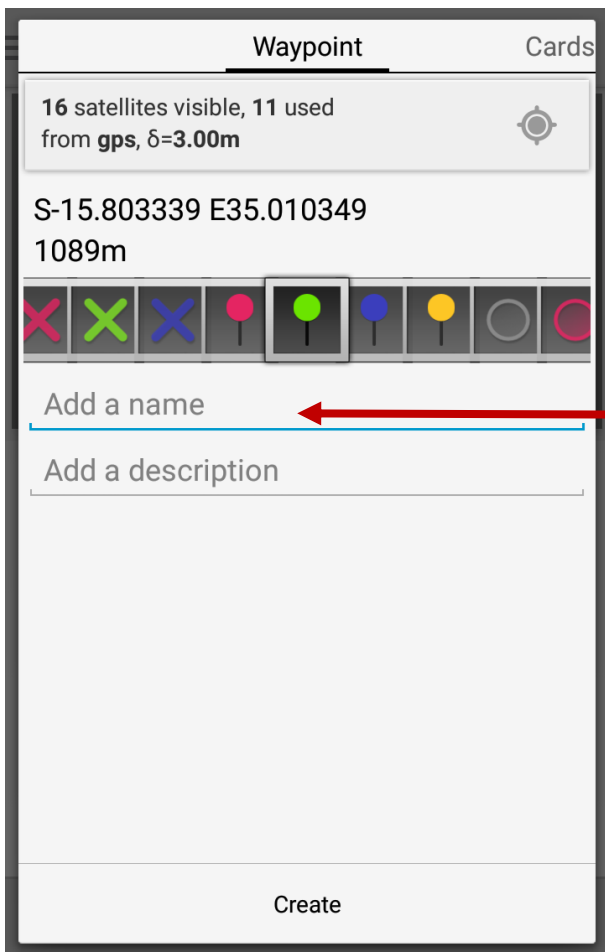 Waypoint Cards
16 satellites visible, 11 used
from gps, δ=3.00m
S-15.803339 E35.010349
1089m
Add a name
Add a description
Create